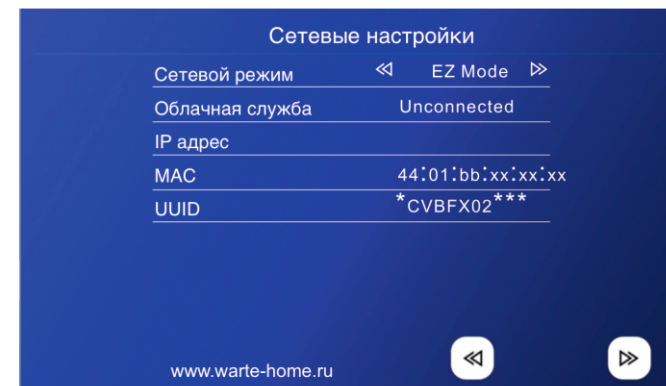 Сетевые настройки
Сетевой режим EZ Mode
Облачная служба Unconnected
IP адрес
MAC 44:01:bb:xx:xx:xx
UUID *CVBFX02***
www.warte-home.ru